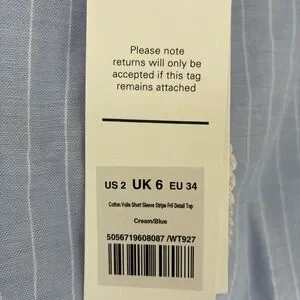 Please note
returns will only be
accepted if this tag
remains attached
US 2 UK 6 EU 34
Cotton Voile Short Sleeve Stripe Frill Detail Top
Cream/Blue
5056719608087 /WT927